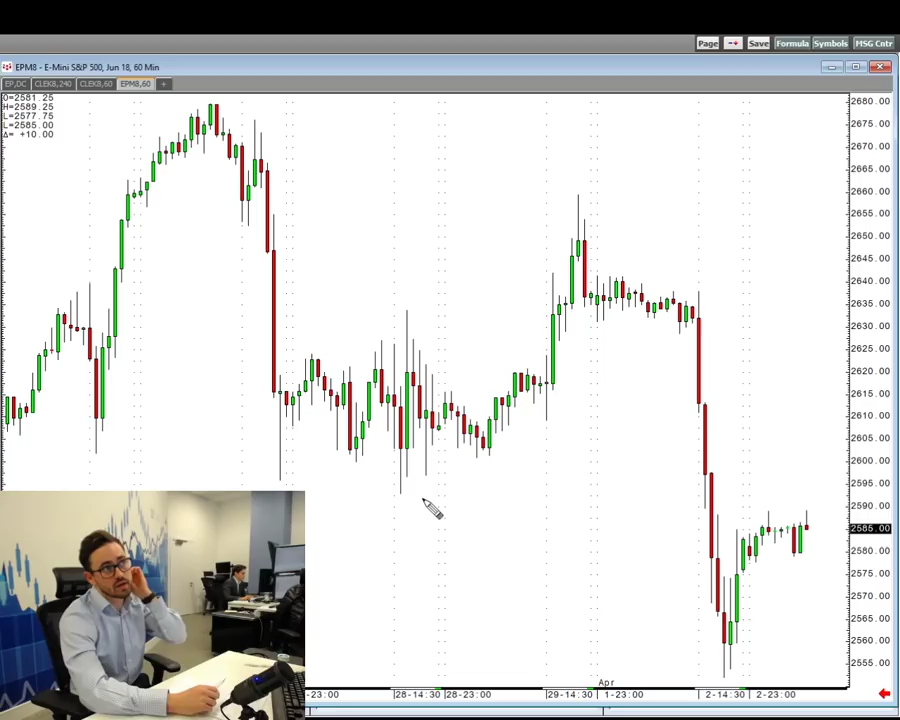 Page
Save
Formula
Symbols
MSG Cntr
EPM8 - E-Mini S&P 500, Jun 18, 60 Min
EP,DC
CLEK8,240
CLEK8,60
EPM8,60
+
O=2581.25
H=2589.25
L=2577.75
L=2585.00
Δ= +10.00
2680.00
2675.00
2670.00
2665.00
2660.00
2655.00
2650.00
2645.00
2640.00
2635.00
2630.00
2625.00
2620.00
2615.00
2610.00
2605.00
2600.00
2595.00
2590.00
2585.00
2580.00
2575.00
2570.00
2565.00
2560.00
2555.00
Apr
-23:00
28-14:30
28-23:00
29-14:30
1-23:00
2-14:30
2-23:00